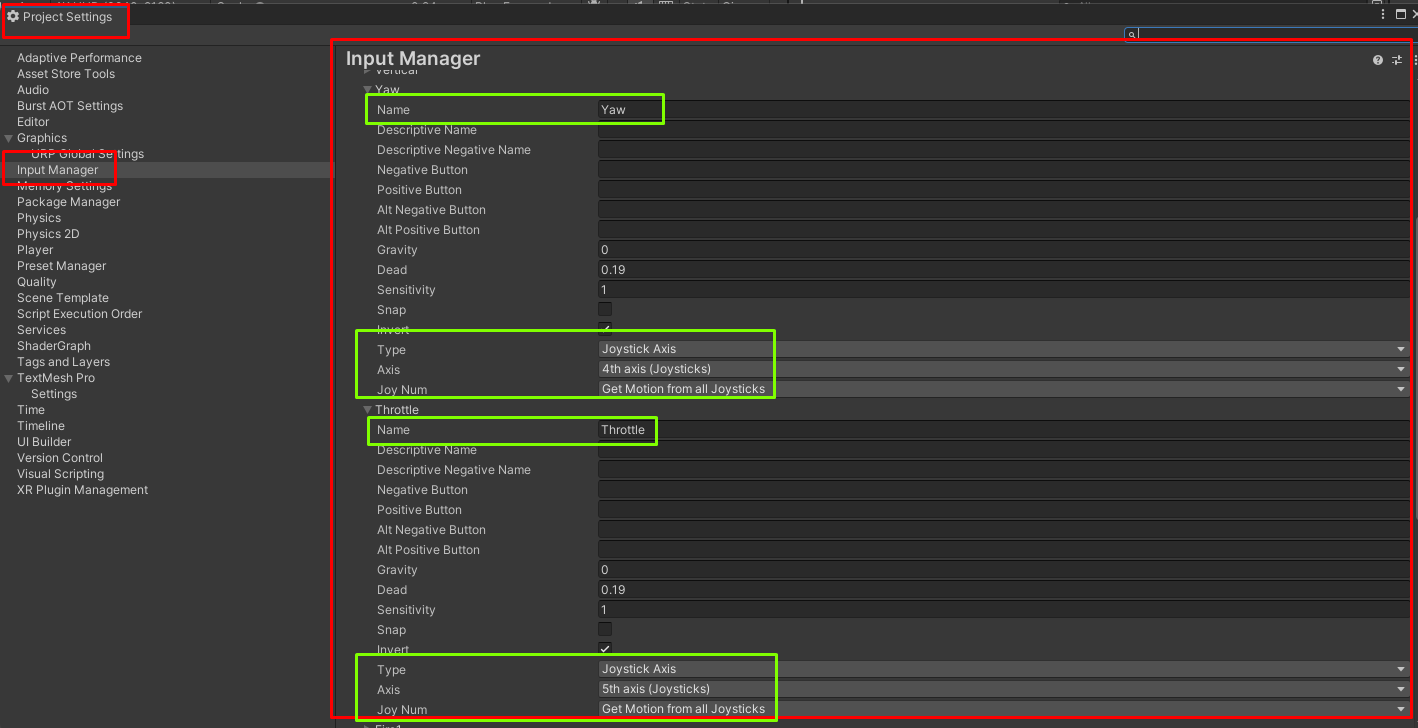 Project Settings
Adaptive Performance
Asset Store Tools
Audio
Burst AOT Settings
Editor
Graphics
URP Global Settings
Input Manager
Memory Settings
Package Manager
Physics
Physics 2D
Player
Preset Manager
Quality
Scene Template
Script Execution Order
Services
ShaderGraph
Tags and Layers
TextMesh Pro
Settings
Time
Timeline
UI Builder
Version Control
Visual Scripting
XR Plugin Management
Input Manager
Vertical
Yaw
Name Yaw
Descriptive Name
Descriptive Negative Name
Negative Button
Positive Button
Alt Negative Button
Alt Positive Button
Gravity 0
Dead 0.19
Sensitivity 1
Snap
Invert
Type Joystick Axis
Axis 4th axis (Joysticks)
Joy Num Get Motion from all Joysticks
Throttle
Name Throttle
Descriptive Name
Descriptive Negative Name
Negative Button
Positive Button
Alt Negative Button
Alt Positive Button
Gravity 0
Dead 0.19
Sensitivity 1
Snap
Invert
Type Joystick Axis
Axis 5th axis (Joysticks)
Joy Num Get Motion from all Joysticks